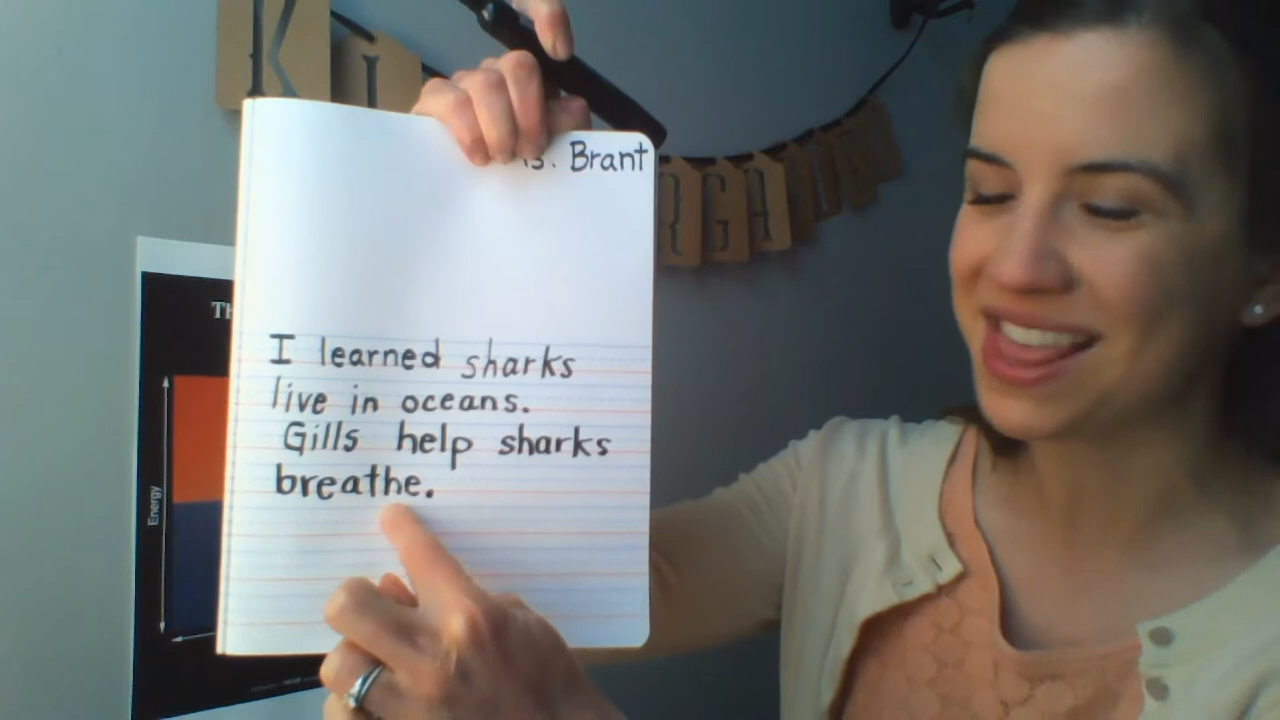 Brant
I learned sharks
live in oceans.
Gills help sharks
breathe.
Energy